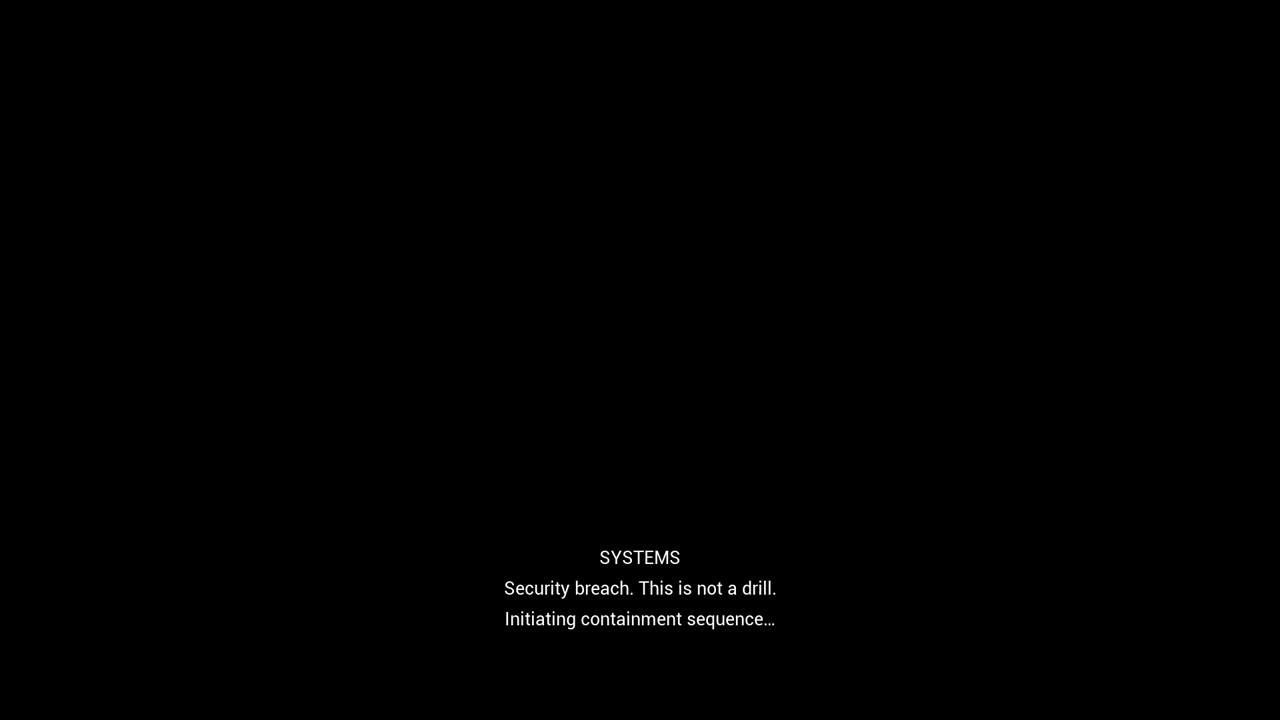 SYSTEMS
Security breach. This is not a drill.
Initiating containment sequence…